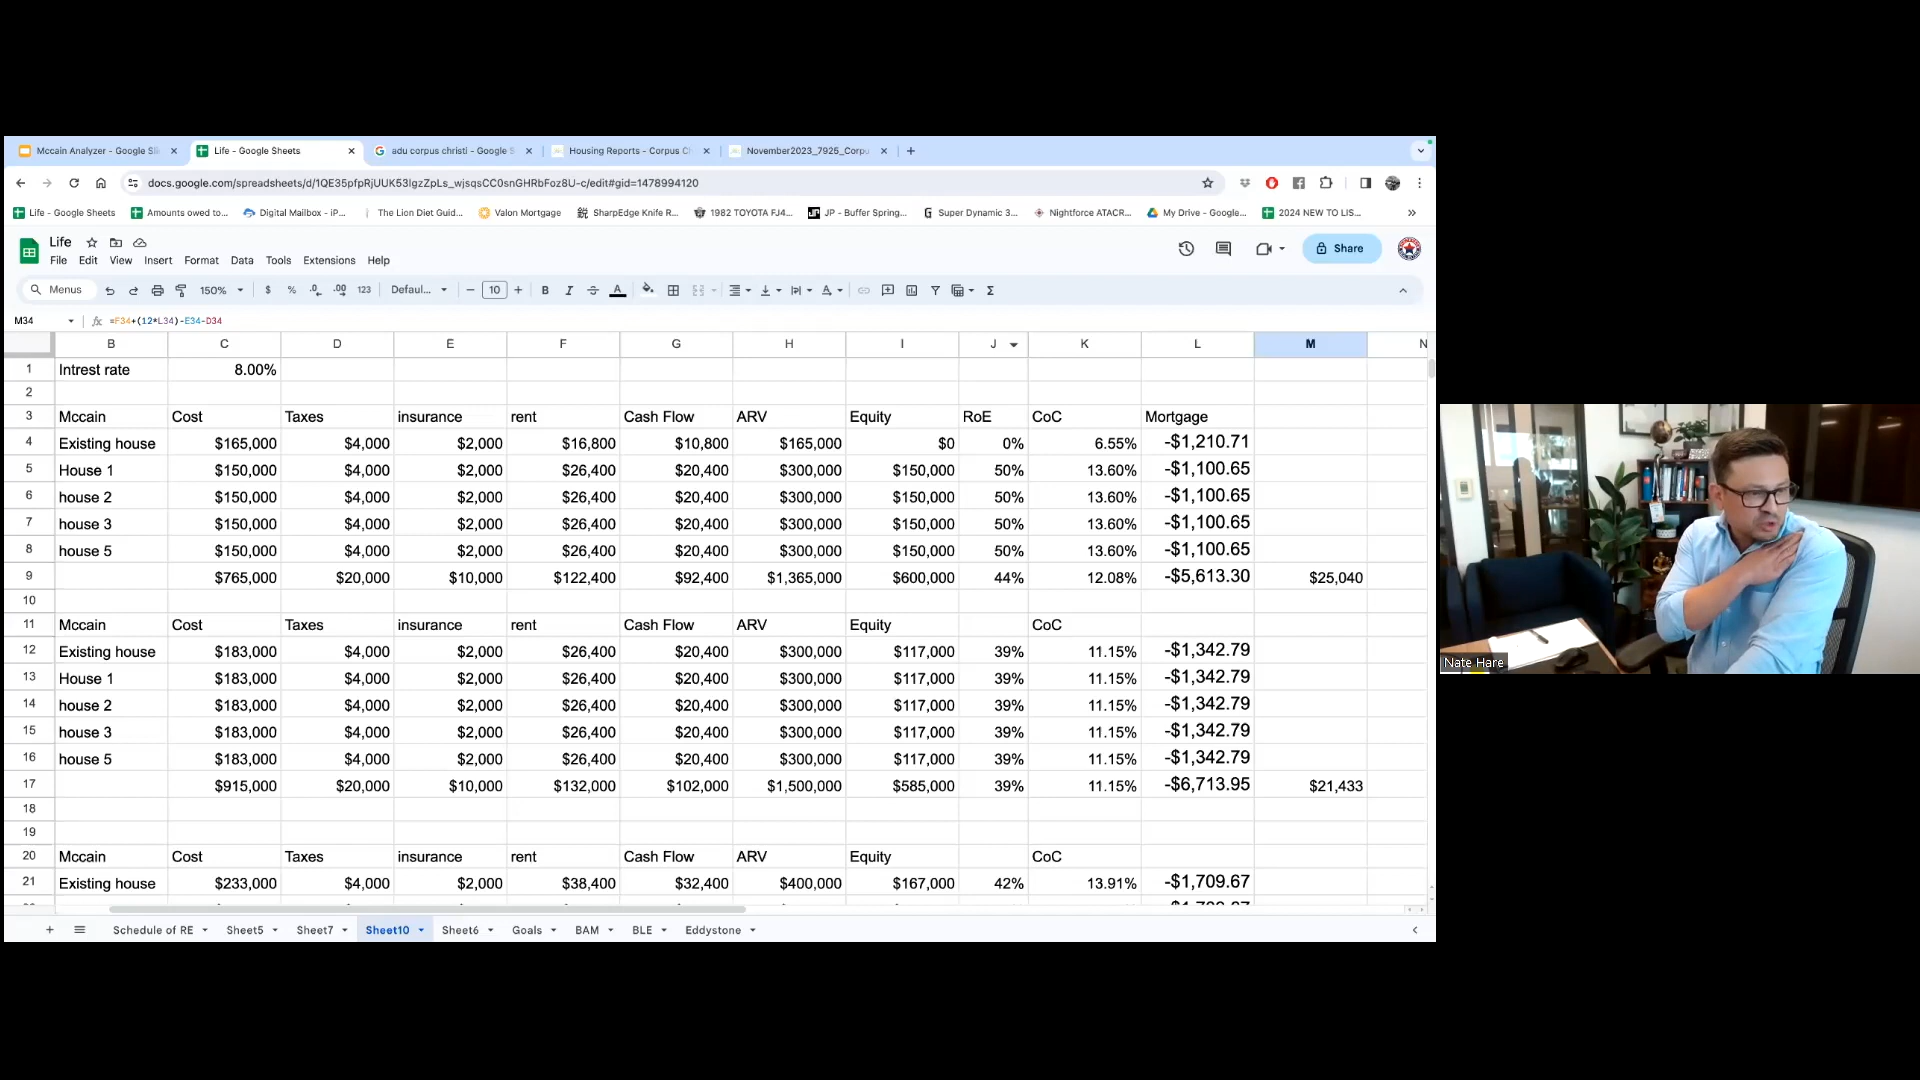 Mccain Analyzer - Google Sli
Life - Google Sheets
adu corpus christi - Google S
Housing Reports - Corpus Ch
November2023_7925_Corpu
docs.google.com/spreadsheets/d/1QE35pfpRjUUK53IgzZpLs_wjsqsCC0snGHRbFoz8U-c/edit#gid=1478994120
Life - Google Sheets Amounts owed to... Digital Mailbox - iP... The Lion Diet Guid... Valon Mortgage SharpEdge Knife R... 1982 TOYOTA FJ4... JP - Buffer Spring... Super Dynamic 3... Nightforce ATACR... My Drive - Google... 2024 NEW TO LIS... »
Life
Share
File Edit View Insert Format Data Tools Extensions Help
Menus 150% $ % .0 .00 123 Defaul... − 10 + B I A Σ
M34 fx =F34+(12*L34)-E34-D34
B C D E F G H I J K L M N
1 Intrest rate 8.00%
2
3 Mccain Cost Taxes insurance rent Cash Flow ARV Equity RoE CoC Mortgage
4 Existing house $165,000 $4,000 $2,000 $16,800 $10,800 $165,000 $0 0% 6.55% -$1,210.71
5 House 1 $150,000 $4,000 $2,000 $26,400 $20,400 $300,000 $150,000 50% 13.60% -$1,100.65
6 house 2 $150,000 $4,000 $2,000 $26,400 $20,400 $300,000 $150,000 50% 13.60% -$1,100.65
7 house 3 $150,000 $4,000 $2,000 $26,400 $20,400 $300,000 $150,000 50% 13.60% -$1,100.65
8 house 5 $150,000 $4,000 $2,000 $26,400 $20,400 $300,000 $150,000 50% 13.60% -$1,100.65
9 $765,000 $20,000 $10,000 $122,400 $92,400 $1,365,000 $600,000 44% 12.08% -$5,613.30 $25,040
10
11 Mccain Cost Taxes insurance rent Cash Flow ARV Equity CoC
12 Existing house $183,000 $4,000 $2,000 $26,400 $20,400 $300,000 $117,000 39% 11.15% -$1,342.79
13 House 1 $183,000 $4,000 $2,000 $26,400 $20,400 $300,000 $117,000 39% 11.15% -$1,342.79
14 house 2 $183,000 $4,000 $2,000 $26,400 $20,400 $300,000 $117,000 39% 11.15% -$1,342.79
15 house 3 $183,000 $4,000 $2,000 $26,400 $20,400 $300,000 $117,000 39% 11.15% -$1,342.79
16 house 5 $183,000 $4,000 $2,000 $26,400 $20,400 $300,000 $117,000 39% 11.15% -$1,342.79
17 $915,000 $20,000 $10,000 $132,000 $102,000 $1,500,000 $585,000 39% 11.15% -$6,713.95 $21,433
18
19
20 Mccain Cost Taxes insurance rent Cash Flow ARV Equity CoC
21 Existing house $233,000 $4,000 $2,000 $38,400 $32,400 $400,000 $167,000 42% 13.91% -$1,709.67
Schedule of RE Sheet5 Sheet7 Sheet10 Sheet6 Goals BAM BLE Eddystone
Nate Hare